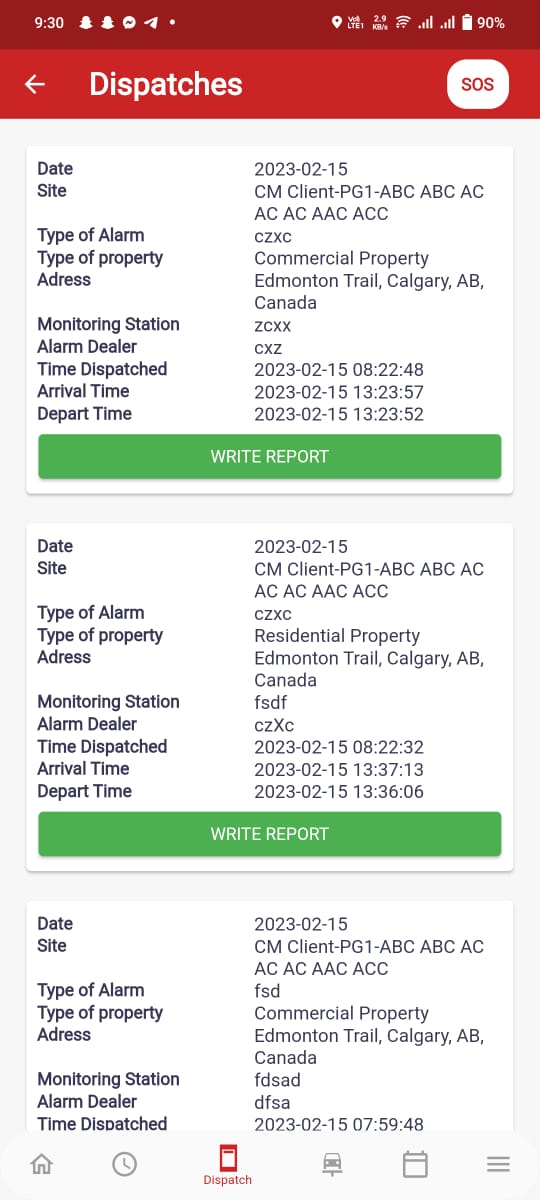 9:30
Vo) LTE1
2.9 KB/s
90%
Dispatches
SOS
Date 2023-02-15
Site CM Client-PG1-ABC ABC AC
AC AC AAC ACC
Type of Alarm czxc
Type of property Commercial Property
Adress Edmonton Trail, Calgary, AB,
Canada
Monitoring Station zcxx
Alarm Dealer cxz
Time Dispatched 2023-02-15 08:22:48
Arrival Time 2023-02-15 13:23:57
Depart Time 2023-02-15 13:23:52
WRITE REPORT
Date 2023-02-15
Site CM Client-PG1-ABC ABC AC
AC AC AAC ACC
Type of Alarm czxc
Type of property Residential Property
Adress Edmonton Trail, Calgary, AB,
Canada
Monitoring Station fsdf
Alarm Dealer czXc
Time Dispatched 2023-02-15 08:22:32
Arrival Time 2023-02-15 13:37:13
Depart Time 2023-02-15 13:36:06
WRITE REPORT
Date 2023-02-15
Site CM Client-PG1-ABC ABC AC
AC AC AAC ACC
Type of Alarm fsd
Type of property Commercial Property
Adress Edmonton Trail, Calgary, AB,
Canada
Monitoring Station fdsad
Alarm Dealer dfsa
Time Dispatched 2023-02-15 07:59:48
Dispatch